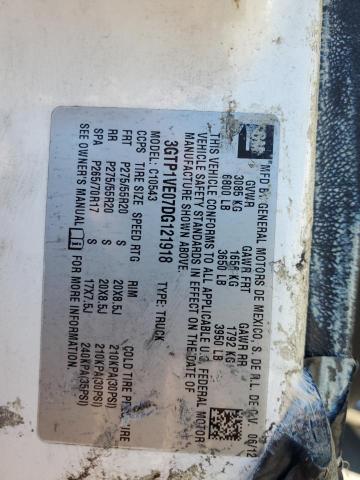 GM
MFD BY GENERAL MOTORS DE MEXICO, S. DE R.L. DE C.V. 06/12
GVWR GAWR FRT GAWR RR
3085 KG 1656 KG 1792 KG
6800 LB 3650 LB 3950 LB
THIS VEHICLE CONFORMS TO ALL APPLICABLE U.S. FEDERAL MOTOR
VEHICLE SAFETY STANDARDS IN EFFECT ON THE DATE OF
MANUFACTURE SHOWN ABOVE.
3GTP1VE07DG121918 TYPE: TRUCK
C10543
CCPS TIRE SIZE SPEED RTG RIM COLD TIRE PRESSURE
FRT P275/55R20 S 20X8.5J 210KPA(30PSI)
RR P275/55R20 S 20X8.5J 210KPA(30PSI)
SPA P265/70R17 S 17X7.5J 240KPA(35PSI)
SEE OWNER'S MANUAL FOR MORE INFORMATION.